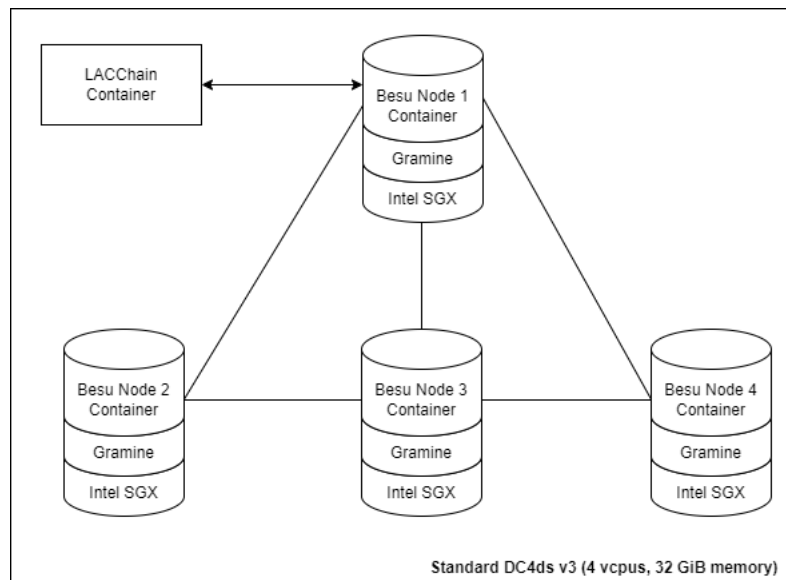 LACChain
Container
Besu Node 1
Container
Gramine
Intel SGX
Besu Node 2
Container
Gramine
Intel SGX
Besu Node 3
Container
Gramine
Intel SGX
Besu Node 4
Container
Gramine
Intel SGX
Standard DC4ds v3 (4 vcpus, 32 GiB memory)